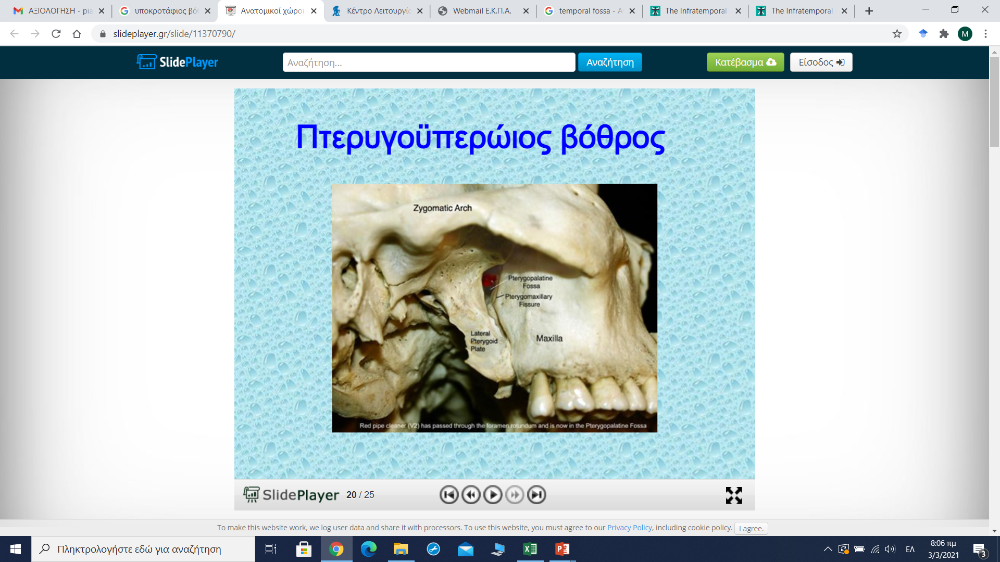 ΑΞΙΟΛΟΓΗΣΗ - pia
υποκροτάφιος βόθ
Ανατομικοί χώροι
Κέντρο Λειτουργίας
Webmail Ε.Κ.Π.Α.
temporal fossa - Α
The Infratemporal
The Infratemporal
slideplayer.gr/slide/11370790/
M
SlidePlayer
Αναζήτηση...
Αναζήτηση
Κατέβασμα
Είσοδος
Πτερυγοϋπερώιος βόθρος
Zygomatic Arch
Pterygopalatine
Fossa
Pterygomaxillary
Fissure
Lateral
Pterygoid
Plate
Maxilla
Red pipe cleaner (V2) has passed through the foramen rotundum and is now in the Pterygopalatine Fossa
SlidePlayer
20 / 25
To make this website work, we log user data and share it with processors. To use this website, you must agree to our Privacy Policy, including cookie policy.
I agree.
Πληκτρολογήστε εδώ για αναζήτηση
ΕΛ
8:06 πμ
3/3/2021
3